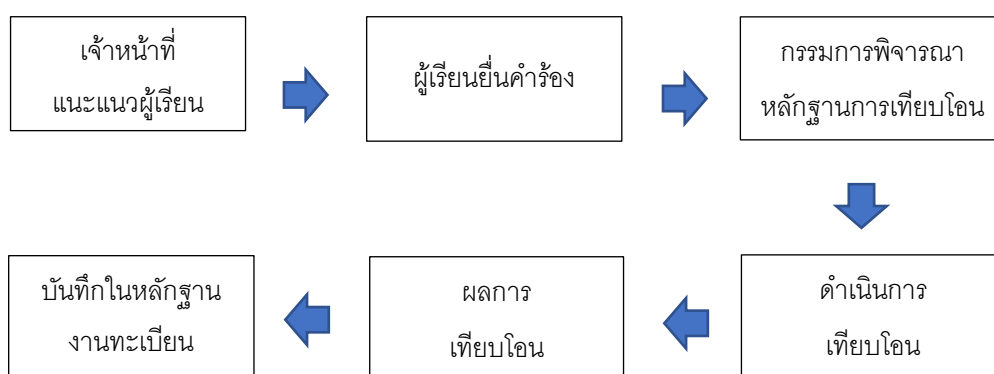 เจ้าหน้าที่
แนะแนวผู้เรียน
ผู้เรียนยื่นคำร้อง
กรรมการพิจารณา
หลักฐานการเทียบโอน
ดำเนินการ
เทียบโอน
ผลการ
เทียบโอน
บันทึกในหลักฐาน
งานทะเบียน